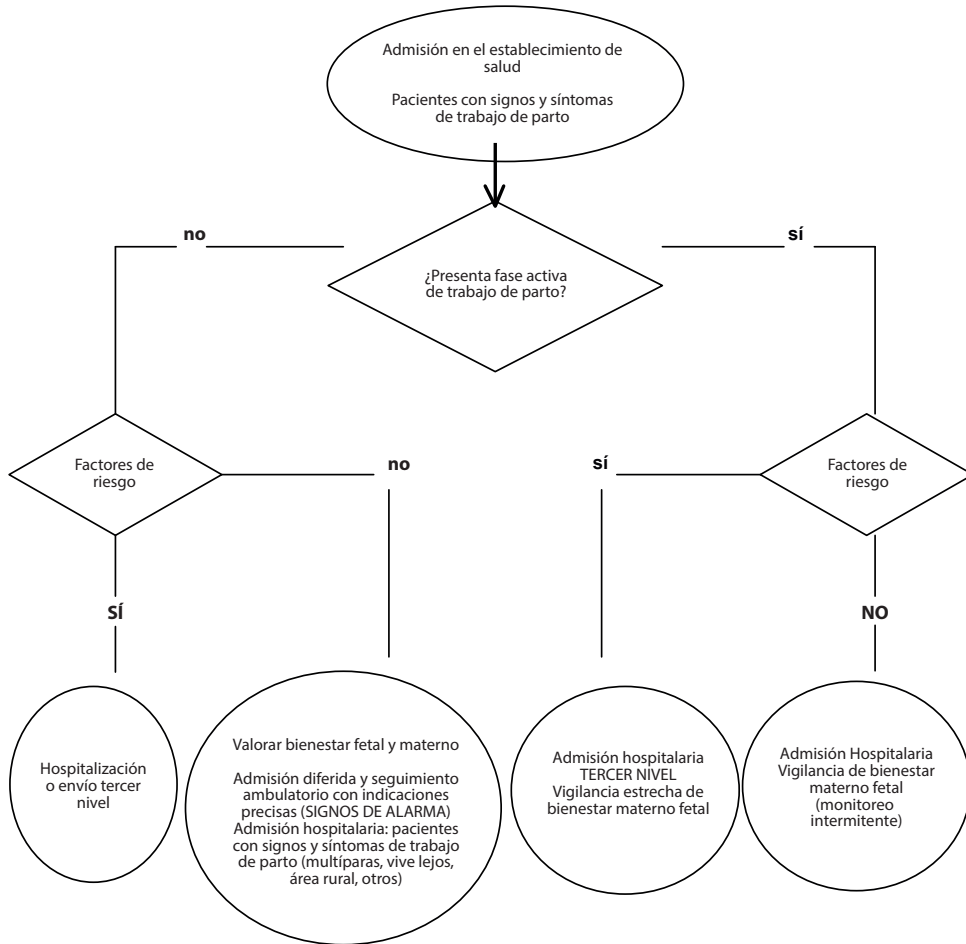 Admisión en el establecimiento de
salud
Pacientes con signos y síntomas
de trabajo de parto
no
sí
¿Presenta fase activa
de trabajo de parto?
Factores de
riesgo
no
sí
Factores de
riesgo
SÍ
NO
Hospitalización
o envío tercer
nivel
Valorar bienestar fetal y materno
Admisión diferida y seguimiento
ambulatorio con indicaciones
precisas (SIGNOS DE ALARMA)
Admisión hospitalaria: pacientes
con signos y síntomas de trabajo
de parto (multíparas, vive lejos,
área rural, otros)
Admisión hospitalaria
TERCER NIVEL
Vigilancia estrecha de
bienestar materno fetal
Admisión Hospitalaria
Vigilancia de bienestar
materno fetal
(monitoreo
intermitente)